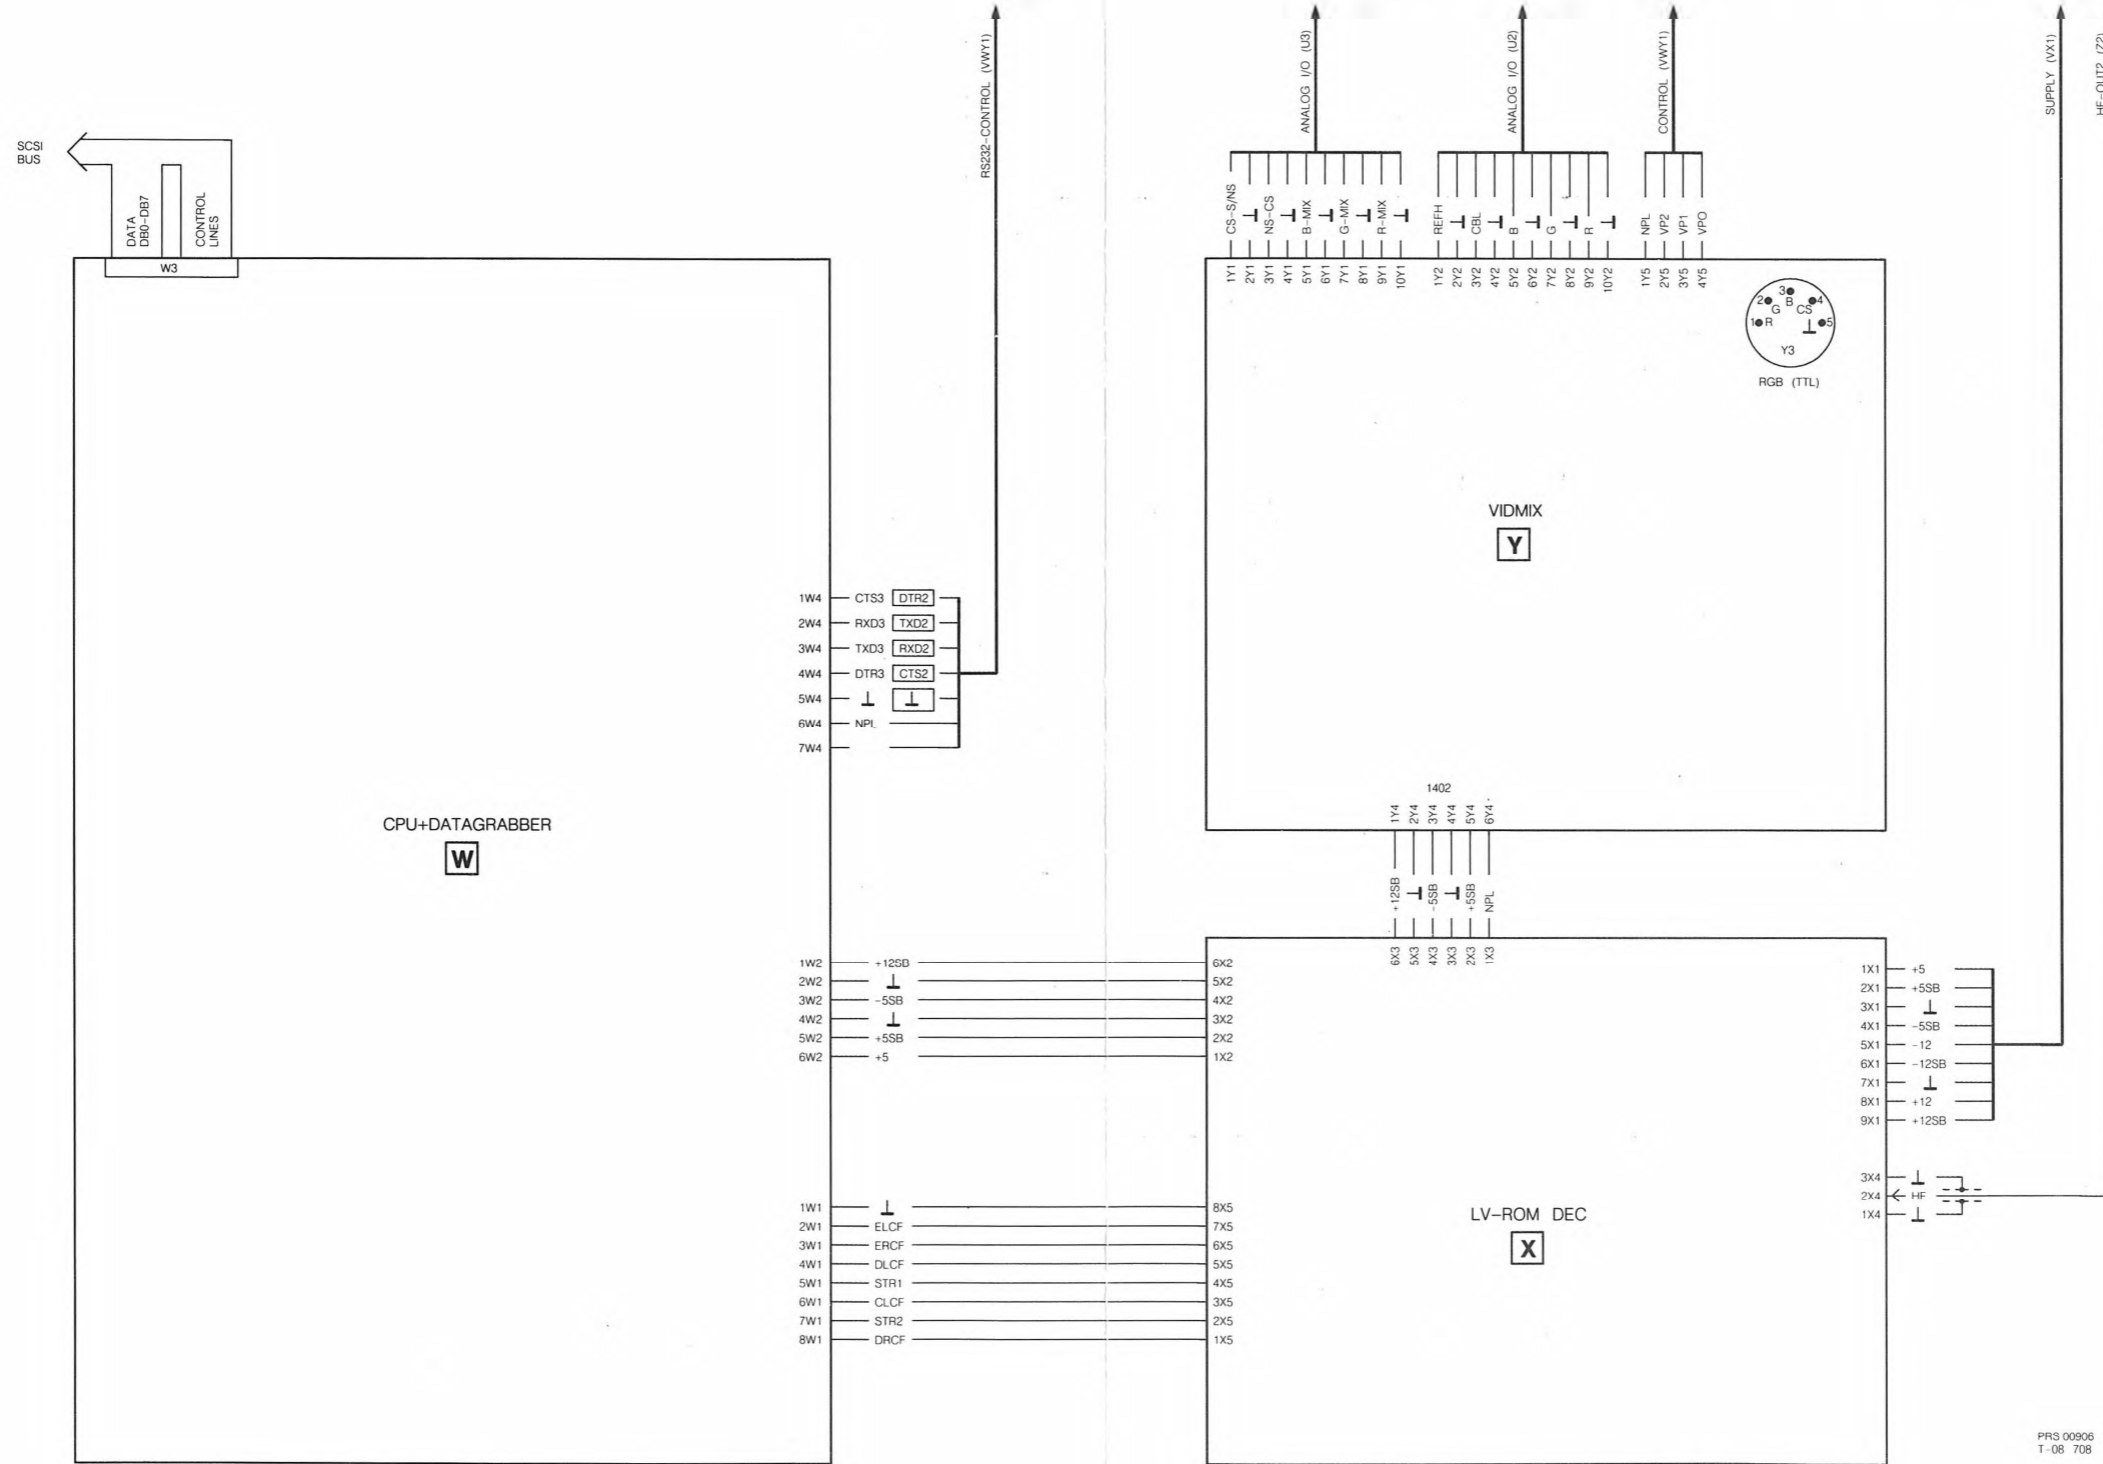 SCSI
BUS
DATA
DB0-DB7
CONTROL
LINES
W3
RS232-CONTROL (VWY1)
ANALOG I/O (U3)
ANALOG I/O (U2)
CONTROL (VWY1)
SUPPLY (VX1)
HF-OUT2 (Z2)
CS-S/NS
NS-CS
B-MIX
G-MIX
R-MIX
REFH
CBL
B
G
R
NPL
VP2
VP1
VPO
1Y1
2Y1
3Y1
4Y1
5Y1
6Y1
7Y1
8Y1
9Y1
10Y1
1Y2
2Y2
3Y2
4Y2
5Y2
6Y2
7Y2
8Y2
9Y2
10Y2
1Y5
2Y5
3Y5
4Y5
3
2 B 4
G CS
1 R 5
Y3
RGB (TTL)
VIDMIX
Y
1W4 CTS3 DTR2
2W4 RXD3 TXD2
3W4 TXD3 RXD2
4W4 DTR3 CTS2
5W4
6W4 NPL
7W4
CPU+DATAGRABBER
W
1402
1Y4
2Y4
3Y4
4Y4
5Y4
6Y4
+12SB
-5SB
+5SB
NPL
6X3
5X3
4X3
3X3
2X3
1X3
1W2 +12SB 6X2
2W2 5X2
3W2 -5SB 4X2
4W2 3X2
5W2 +5SB 2X2
6W2 +5 1X2
1X1 +5
2X1 +5SB
3X1
4X1 -5SB
5X1 -12
6X1 -12SB
7X1
8X1 +12
9X1 +12SB
3X4
2X4 HF
1X4
1W1 8X5
2W1 ELCF 7X5
3W1 ERCF 6X5
4W1 DLCF 5X5
5W1 STR1 4X5
6W1 CLCF 3X5
7W1 STR2 2X5
8W1 DRCF 1X5
LV-ROM DEC
X
PRS 00906
T-08 708